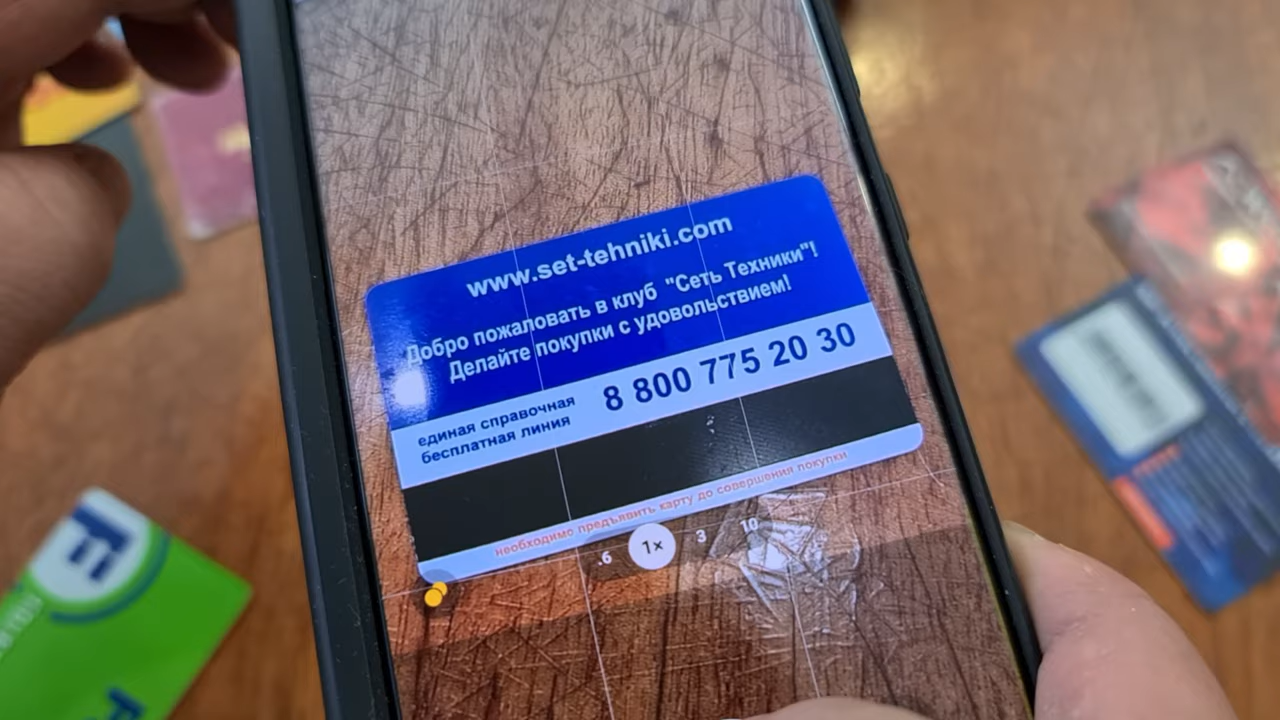 www.set-tehniki.com
Добро пожаловать в клуб "Сеть Техники"!
Делайте покупки с удовольствием!
единая справочная
бесплатная линия
8 800 775 20 30
необходимо предъявить карту до совершения покупки
.6 1× 3 10